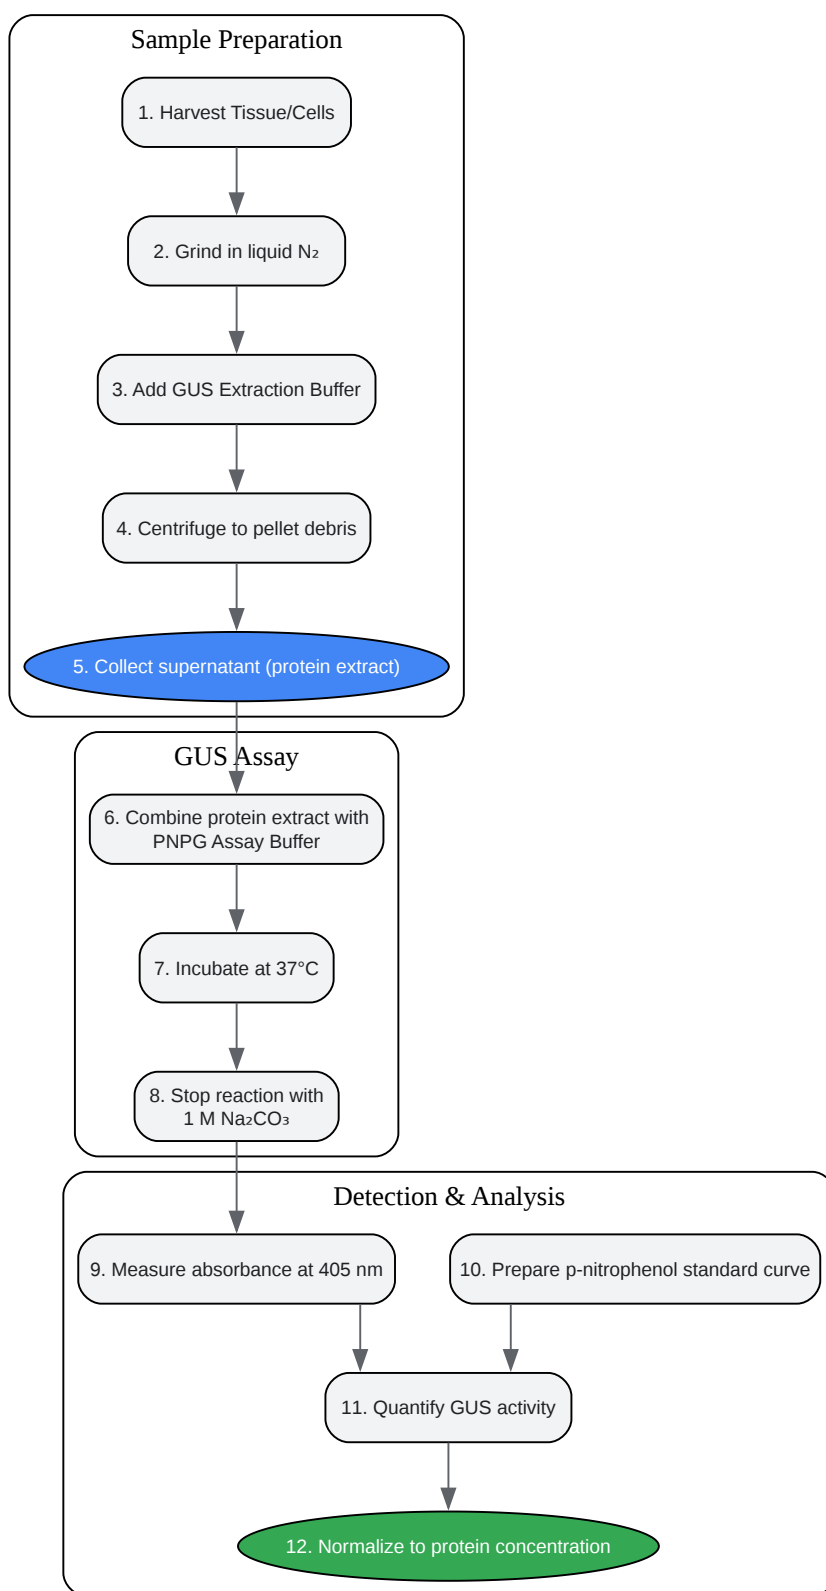 Sample Preparation
1. Harvest Tissue/Cells
2. Grind in liquid N₂
3. Add GUS Extraction Buffer
4. Centrifuge to pellet debris
5. Collect supernatant (protein extract)
GUS Assay
6. Combine protein extract with
PNPG Assay Buffer
7. Incubate at 37°C
8. Stop reaction with
1 M Na₂CO₃
Detection & Analysis
9. Measure absorbance at 405 nm
10. Prepare p-nitrophenol standard curve
11. Quantify GUS activity
12. Normalize to protein concentration